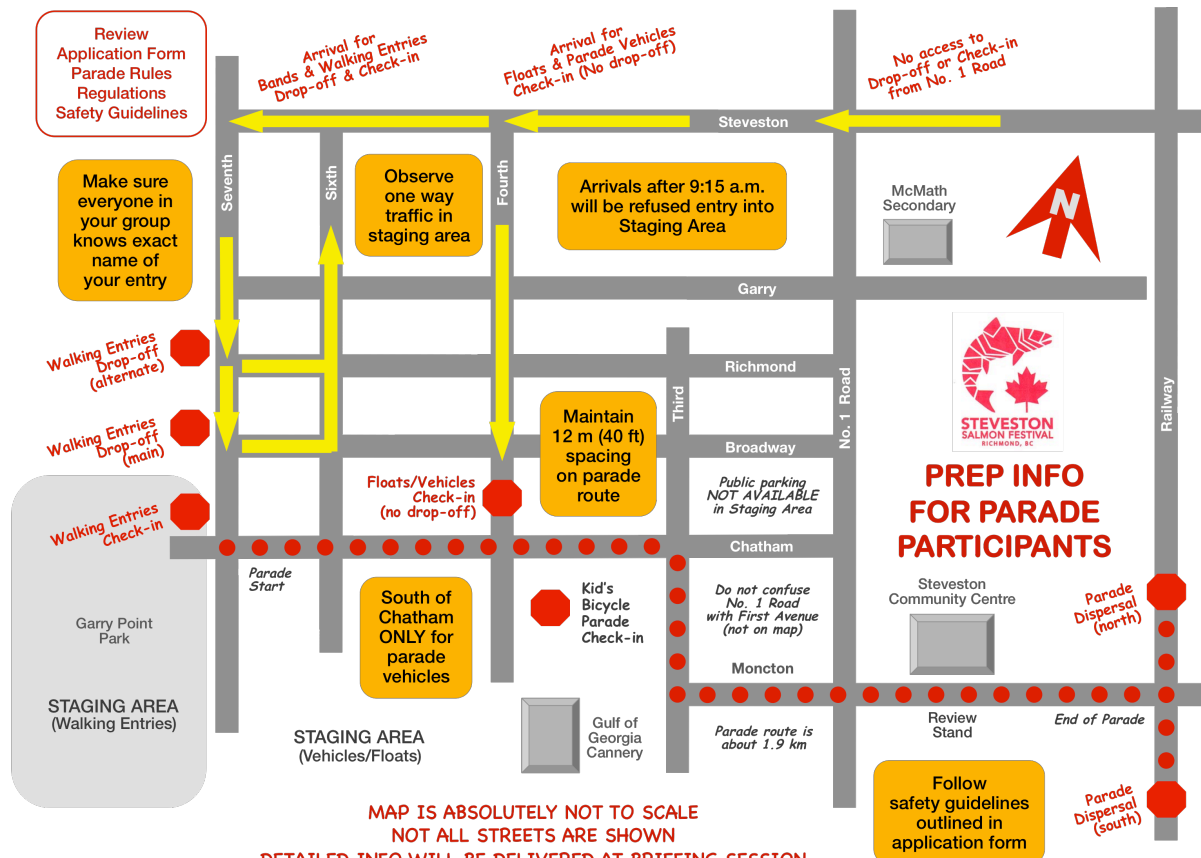 Review
Application Form
Parade Rules
Regulations
Safety Guidelines
Arrival for
Bands & Walking Entries
Drop-off & Check-in
Arrival for
Floats & Parade Vehicles
Check-in (No drop-off)
No access to
Drop-off or Check-in
from No. 1 Road
Steveston
Seventh
Sixth
Fourth
Make sure
everyone in
your group
knows exact
name of
your entry
Observe
one way
traffic in
staging area
Arrivals after 9:15 a.m.
will be refused entry into
Staging Area
McMath
Secondary
N
Garry
Walking Entries
Drop-off
(alternate)
Richmond
Third
No. 1 Road
Railway
STEVESTON
SALMON FESTIVAL
RICHMOND, BC
Walking Entries
Drop-off
(main)
Maintain
12 m (40 ft)
spacing
on parade
route
Broadway
PREP INFO
FOR PARADE
PARTICIPANTS
Floats/Vehicles
Check-in
(no drop-off)
Public parking
NOT AVAILABLE
in Staging Area
Walking Entries
Check-in
Chatham
Parade
Start
South of
Chatham
ONLY for
parade
vehicles
Kid's
Bicycle
Parade
Check-in
Do not confuse
No. 1 Road
with First Avenue
(not on map)
Steveston
Community Centre
Parade
Dispersal
(north)
Garry Point
Park
Moncton
STAGING AREA
(Walking Entries)
STAGING AREA
(Vehicles/Floats)
Gulf of
Georgia
Cannery
Parade route is
about 1.9 km
Review
Stand
End of Parade
Follow
safety guidelines
outlined in
application form
Parade
Dispersal
(south)
MAP IS ABSOLUTELY NOT TO SCALE
NOT ALL STREETS ARE SHOWN
DETAILED INFO WILL BE DELIVERED AT BRIEFING SESSION